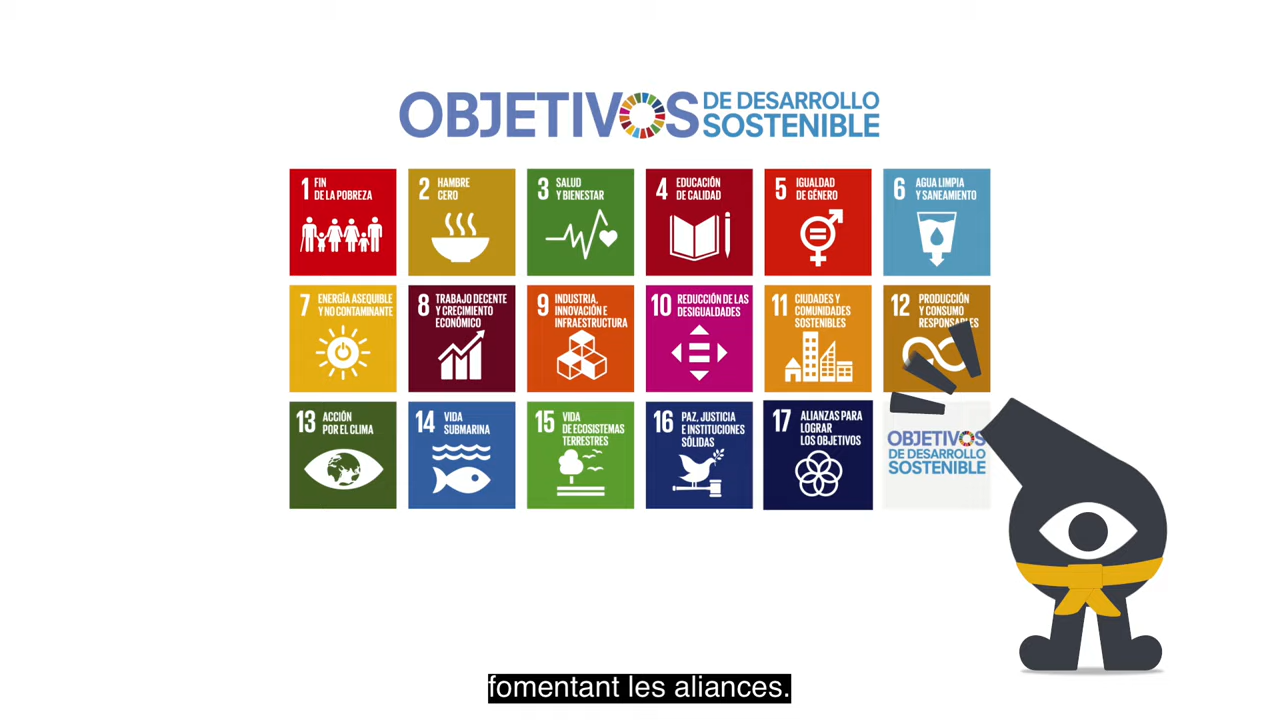 OBJETIVOS DE DESARROLLO
SOSTENIBLE
1 FIN
DE LA POBREZA
2 HAMBRE
CERO
3 SALUD
Y BIENESTAR
4 EDUCACIÓN
DE CALIDAD
5 IGUALDAD
DE GÉNERO
6 AGUA LIMPIA
Y SANEAMIENTO
7 ENERGÍA ASEQUIBLE
Y NO CONTAMINANTE
8 TRABAJO DECENTE
Y CRECIMIENTO
ECONÓMICO
9 INDUSTRIA,
INNOVACIÓN E
INFRAESTRUCTURA
10 REDUCCIÓN DE LAS
DESIGUALDADES
11 CIUDADES Y
COMUNIDADES
SOSTENIBLES
12 PRODUCCIÓN
Y CONSUMO
RESPONSABLES
13 ACCIÓN
POR EL CLIMA
14 VIDA
SUBMARINA
15 VIDA
DE ECOSISTEMAS
TERRESTRES
16 PAZ, JUSTICIA
E INSTITUCIONES
SÓLIDAS
17 ALIANZAS PARA
LOGRAR
LOS OBJETIVOS
OBJETIVOS
DE DESARROLLO
SOSTENIBLE
fomentant les aliances.